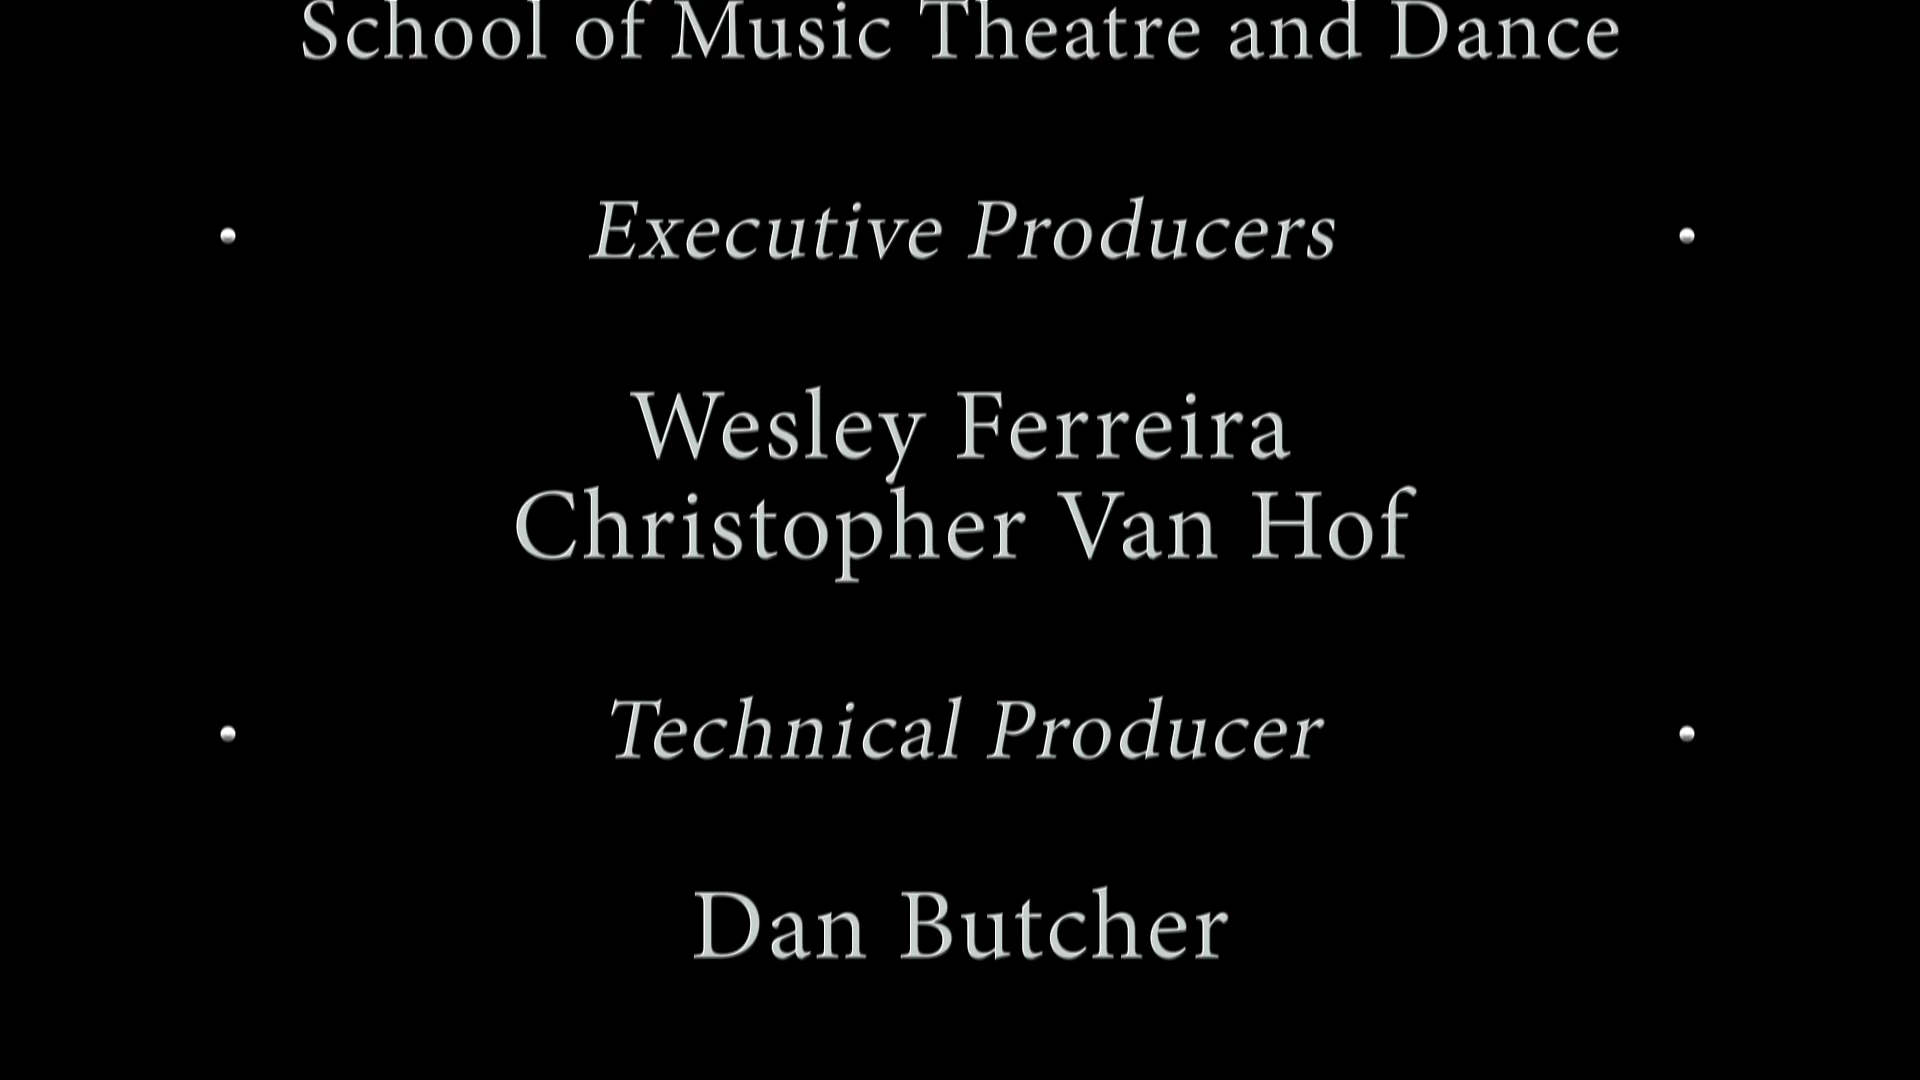 School of Music Theatre and Dance
• Executive Producers •
Wesley Ferreira
Christopher Van Hof
• Technical Producer •
Dan Butcher